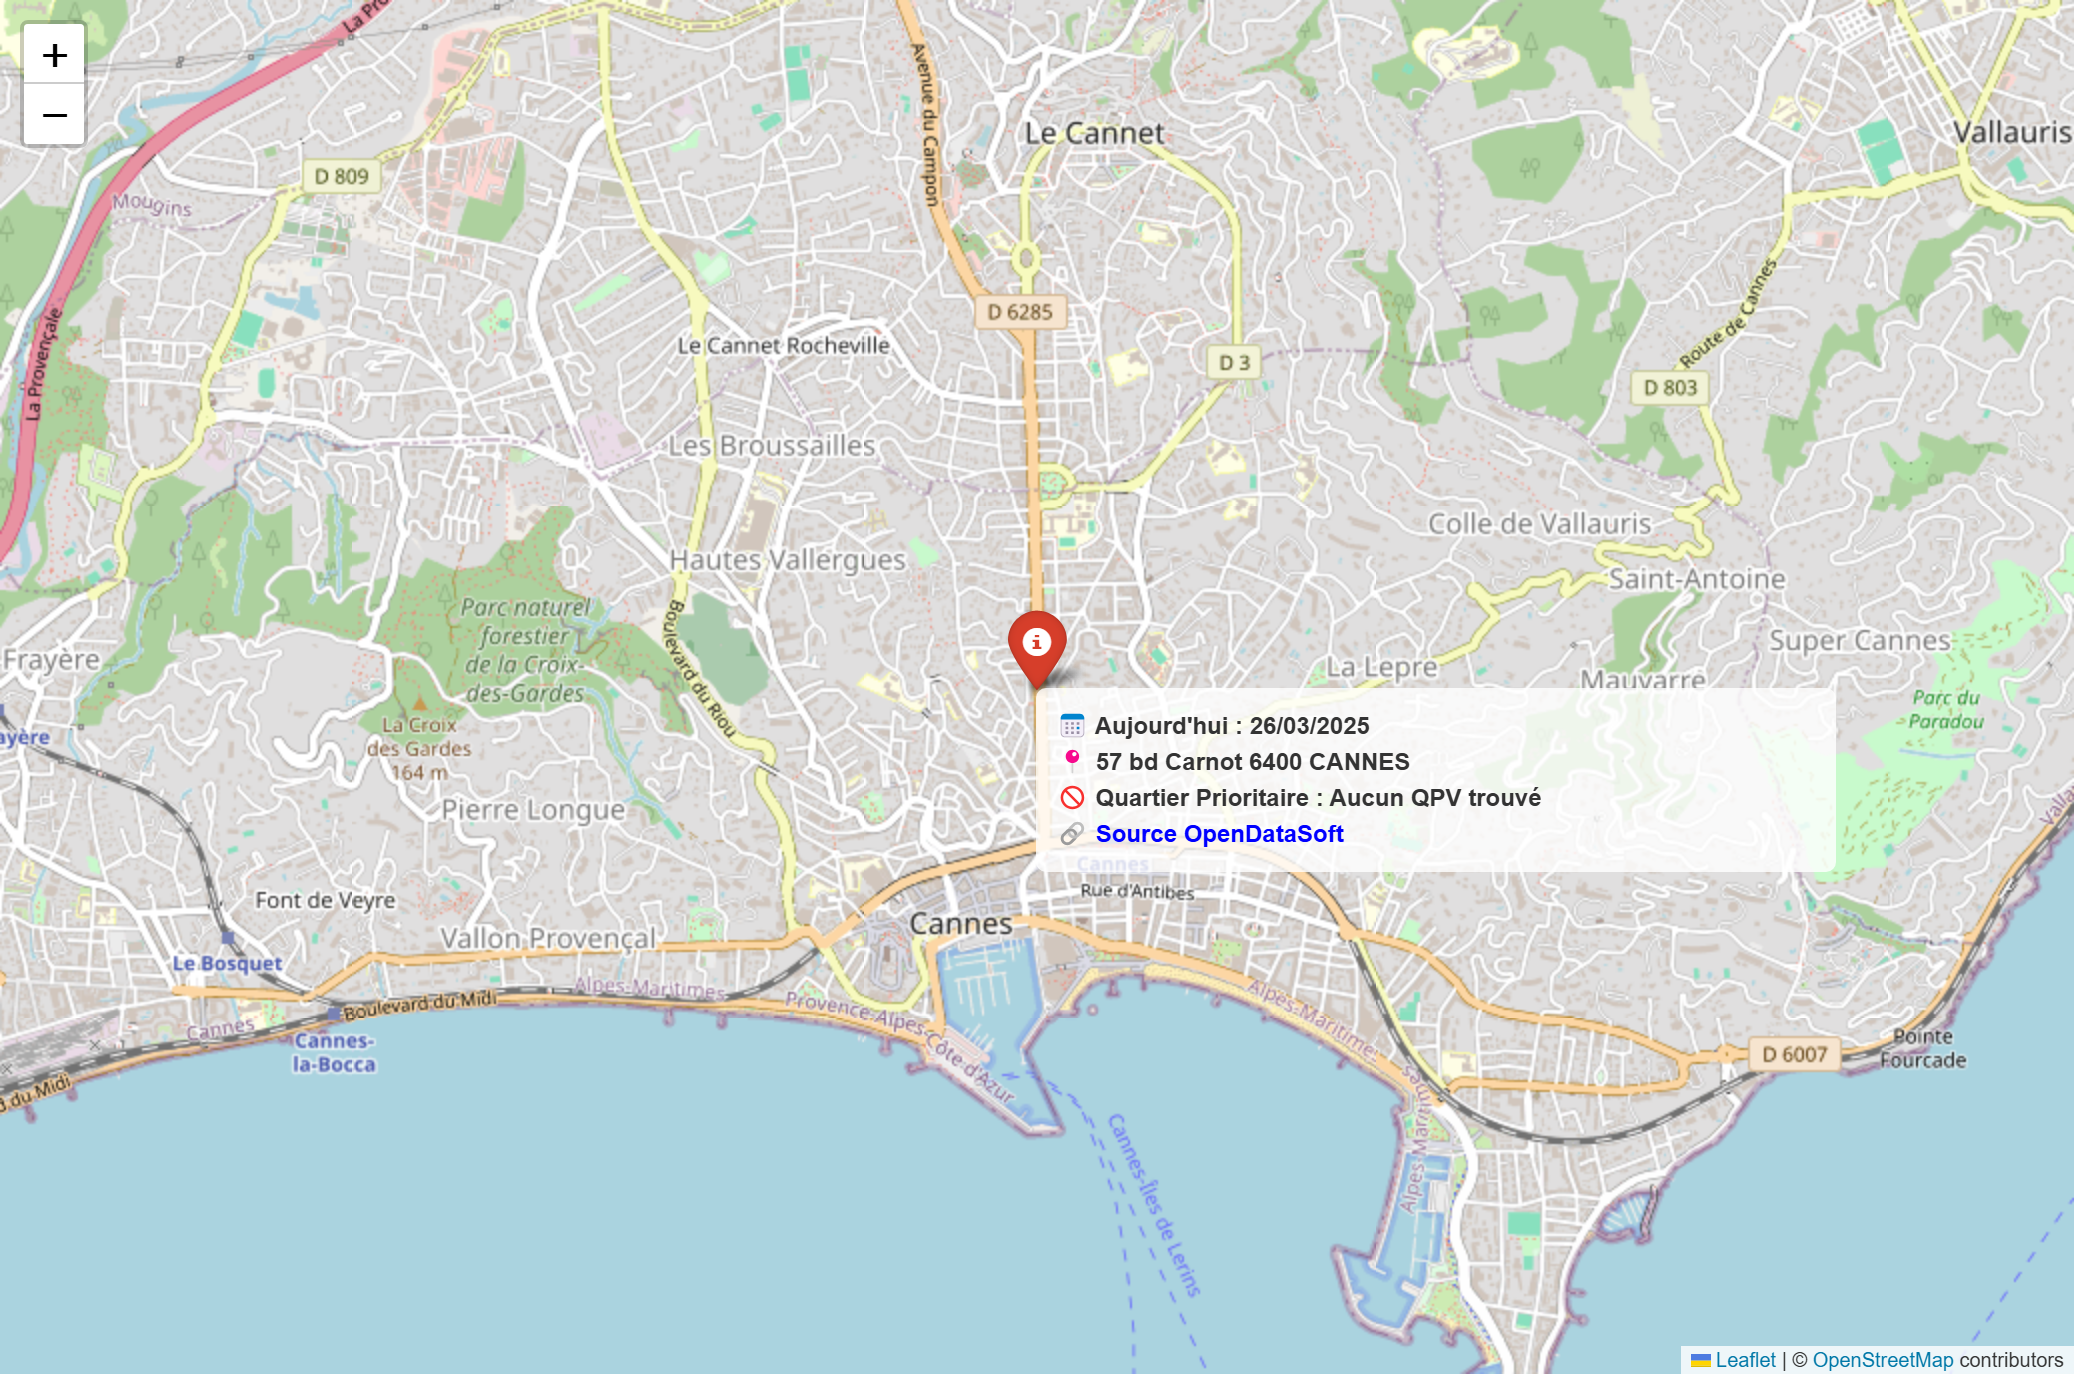 +
−
La Pro
Avenue du Campon
Le Cannet
Vallauris
D 809
Mougins
D 6285
Le Cannet Rocheville
D 3
Route de Cannes
D 803
La Provençale
Les Broussailles
Colle de Vallauris
Hautes Vallergues
Saint-Antoine
Parc naturel
forestier
de la Croix-
des-Gardes
Boulevard du Riou
Super Cannes
Frayère
La Lepre
Mauvarre
La Croix
des Gardes
164 m
Parc du
Paradou
ayère
Aujourd'hui : 26/03/2025
57 bd Carnot 6400 CANNES
Quartier Prioritaire : Aucun QPV trouvé
Source OpenDataSoft
Pierre Longue
Valla
Cannes
Rue d'Antibes
Font de Veyre
Cannes
Vallon Provençal
Le Bosquet
Alpes-Maritimes
Boulevard du Midi
Provence-Alpes-
Côte d'Azur
Alpes-Maritime
Cannes
Cannes-
la-Bocca
Pointe
Fourcade
D 6007
d du Midi
Alpes-Maritimes
Cannes-Îles de Lerins
Leaflet | © OpenStreetMap contributors